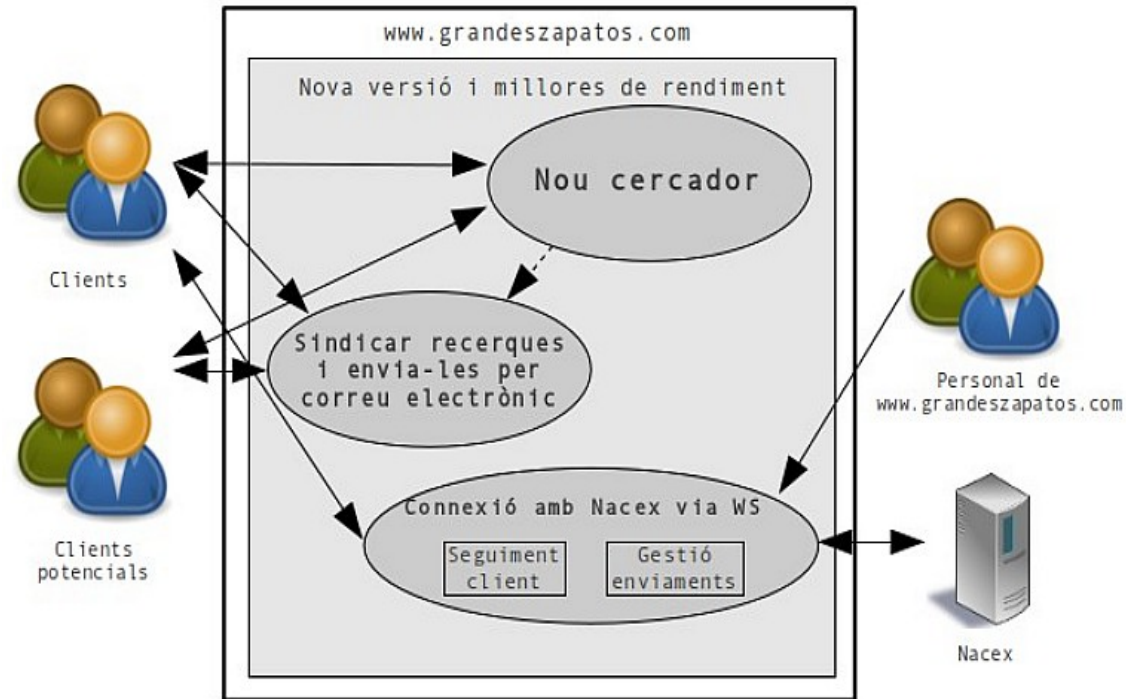 www.grandeszapatos.com
Nova versió i millores de rendiment
Nou cercador
Clients
Sindicar recerques
i envia-les per
correu electrònic
Personal de
www.grandeszapatos.com
Connexió amb Nacex via WS
Seguiment
client
Gestió
enviaments
Clients
potencials
Nacex